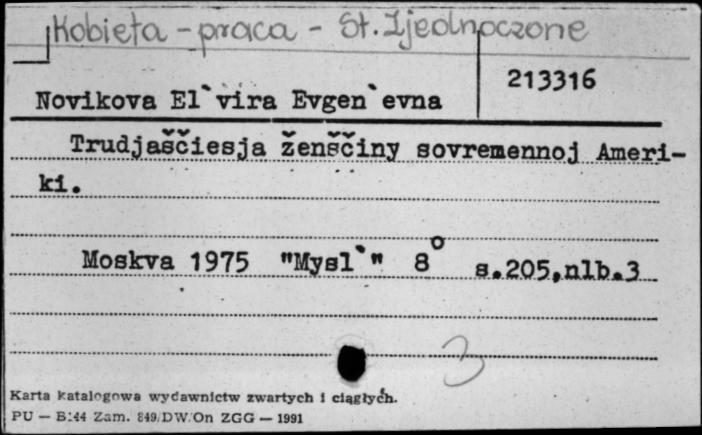 Kobieta - praca - St. Zjednoczone
213316
Novikova El`vira Evgen`evna
Trudjaščiesja ženščiny sovremennoj Ameri-
ki.
Moskva 1975 "Mysl`" 8° s.205,nlb.3
3
Karta katalogowa wydawnictw zwartych i ciągłych.
PU — B.44 Zam. 849/DW/On ZGG — 1991